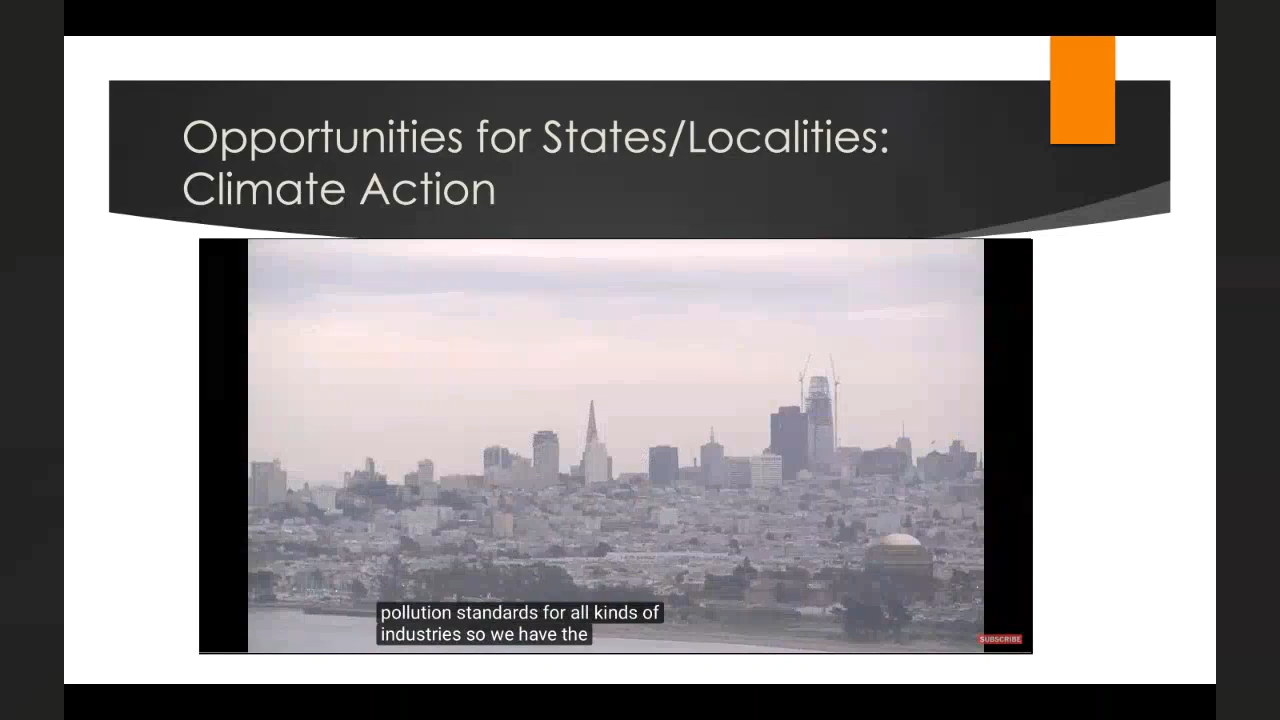 Opportunities for States/Localities:
Climate Action
pollution standards for all kinds of
industries so we have the
SUBSCRIBE